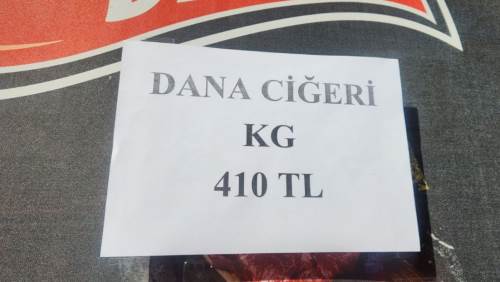 DANA CİĞERİ
KG
410 TL